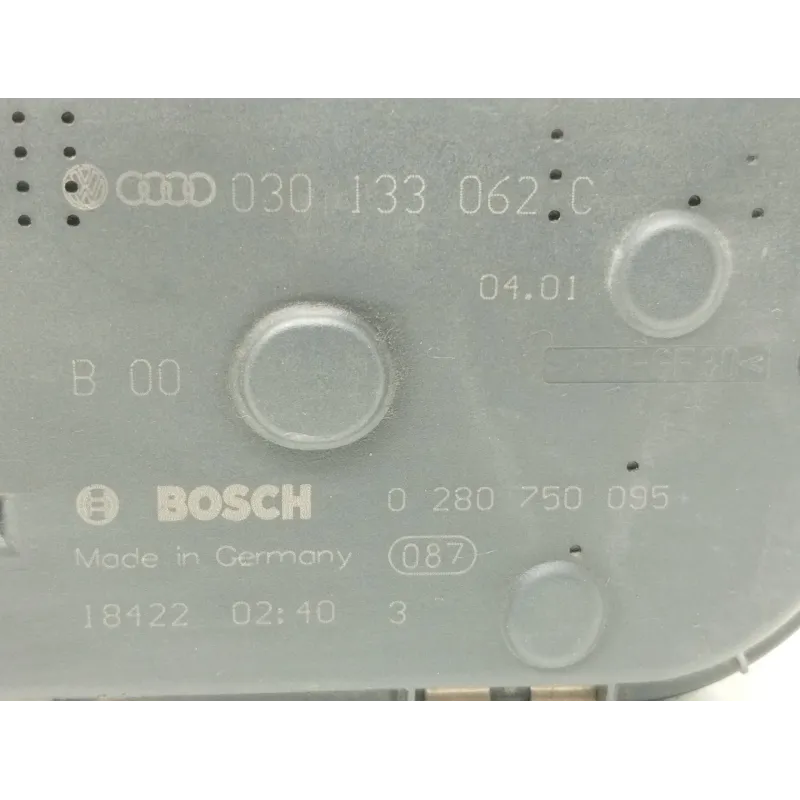 030 133 062 C
04.01
B 00
BOSCH 0 280 750 095
Made in Germany 087
18422 02:40 3